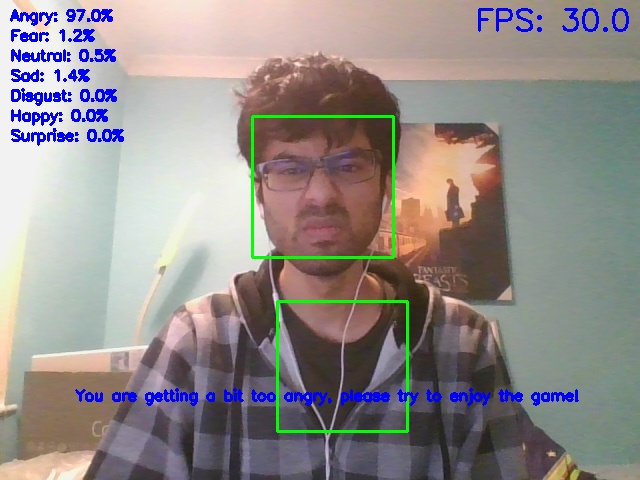 Angry: 97.0%
Fear: 1.2%
Neutral: 0.5%
Sad: 1.4%
Disgust: 0.0%
Happy: 0.0%
Surprise: 0.0%
FPS: 30.0
FANTASTIC
BEASTS
You are getting a bit too angry, please try to enjoy the game!